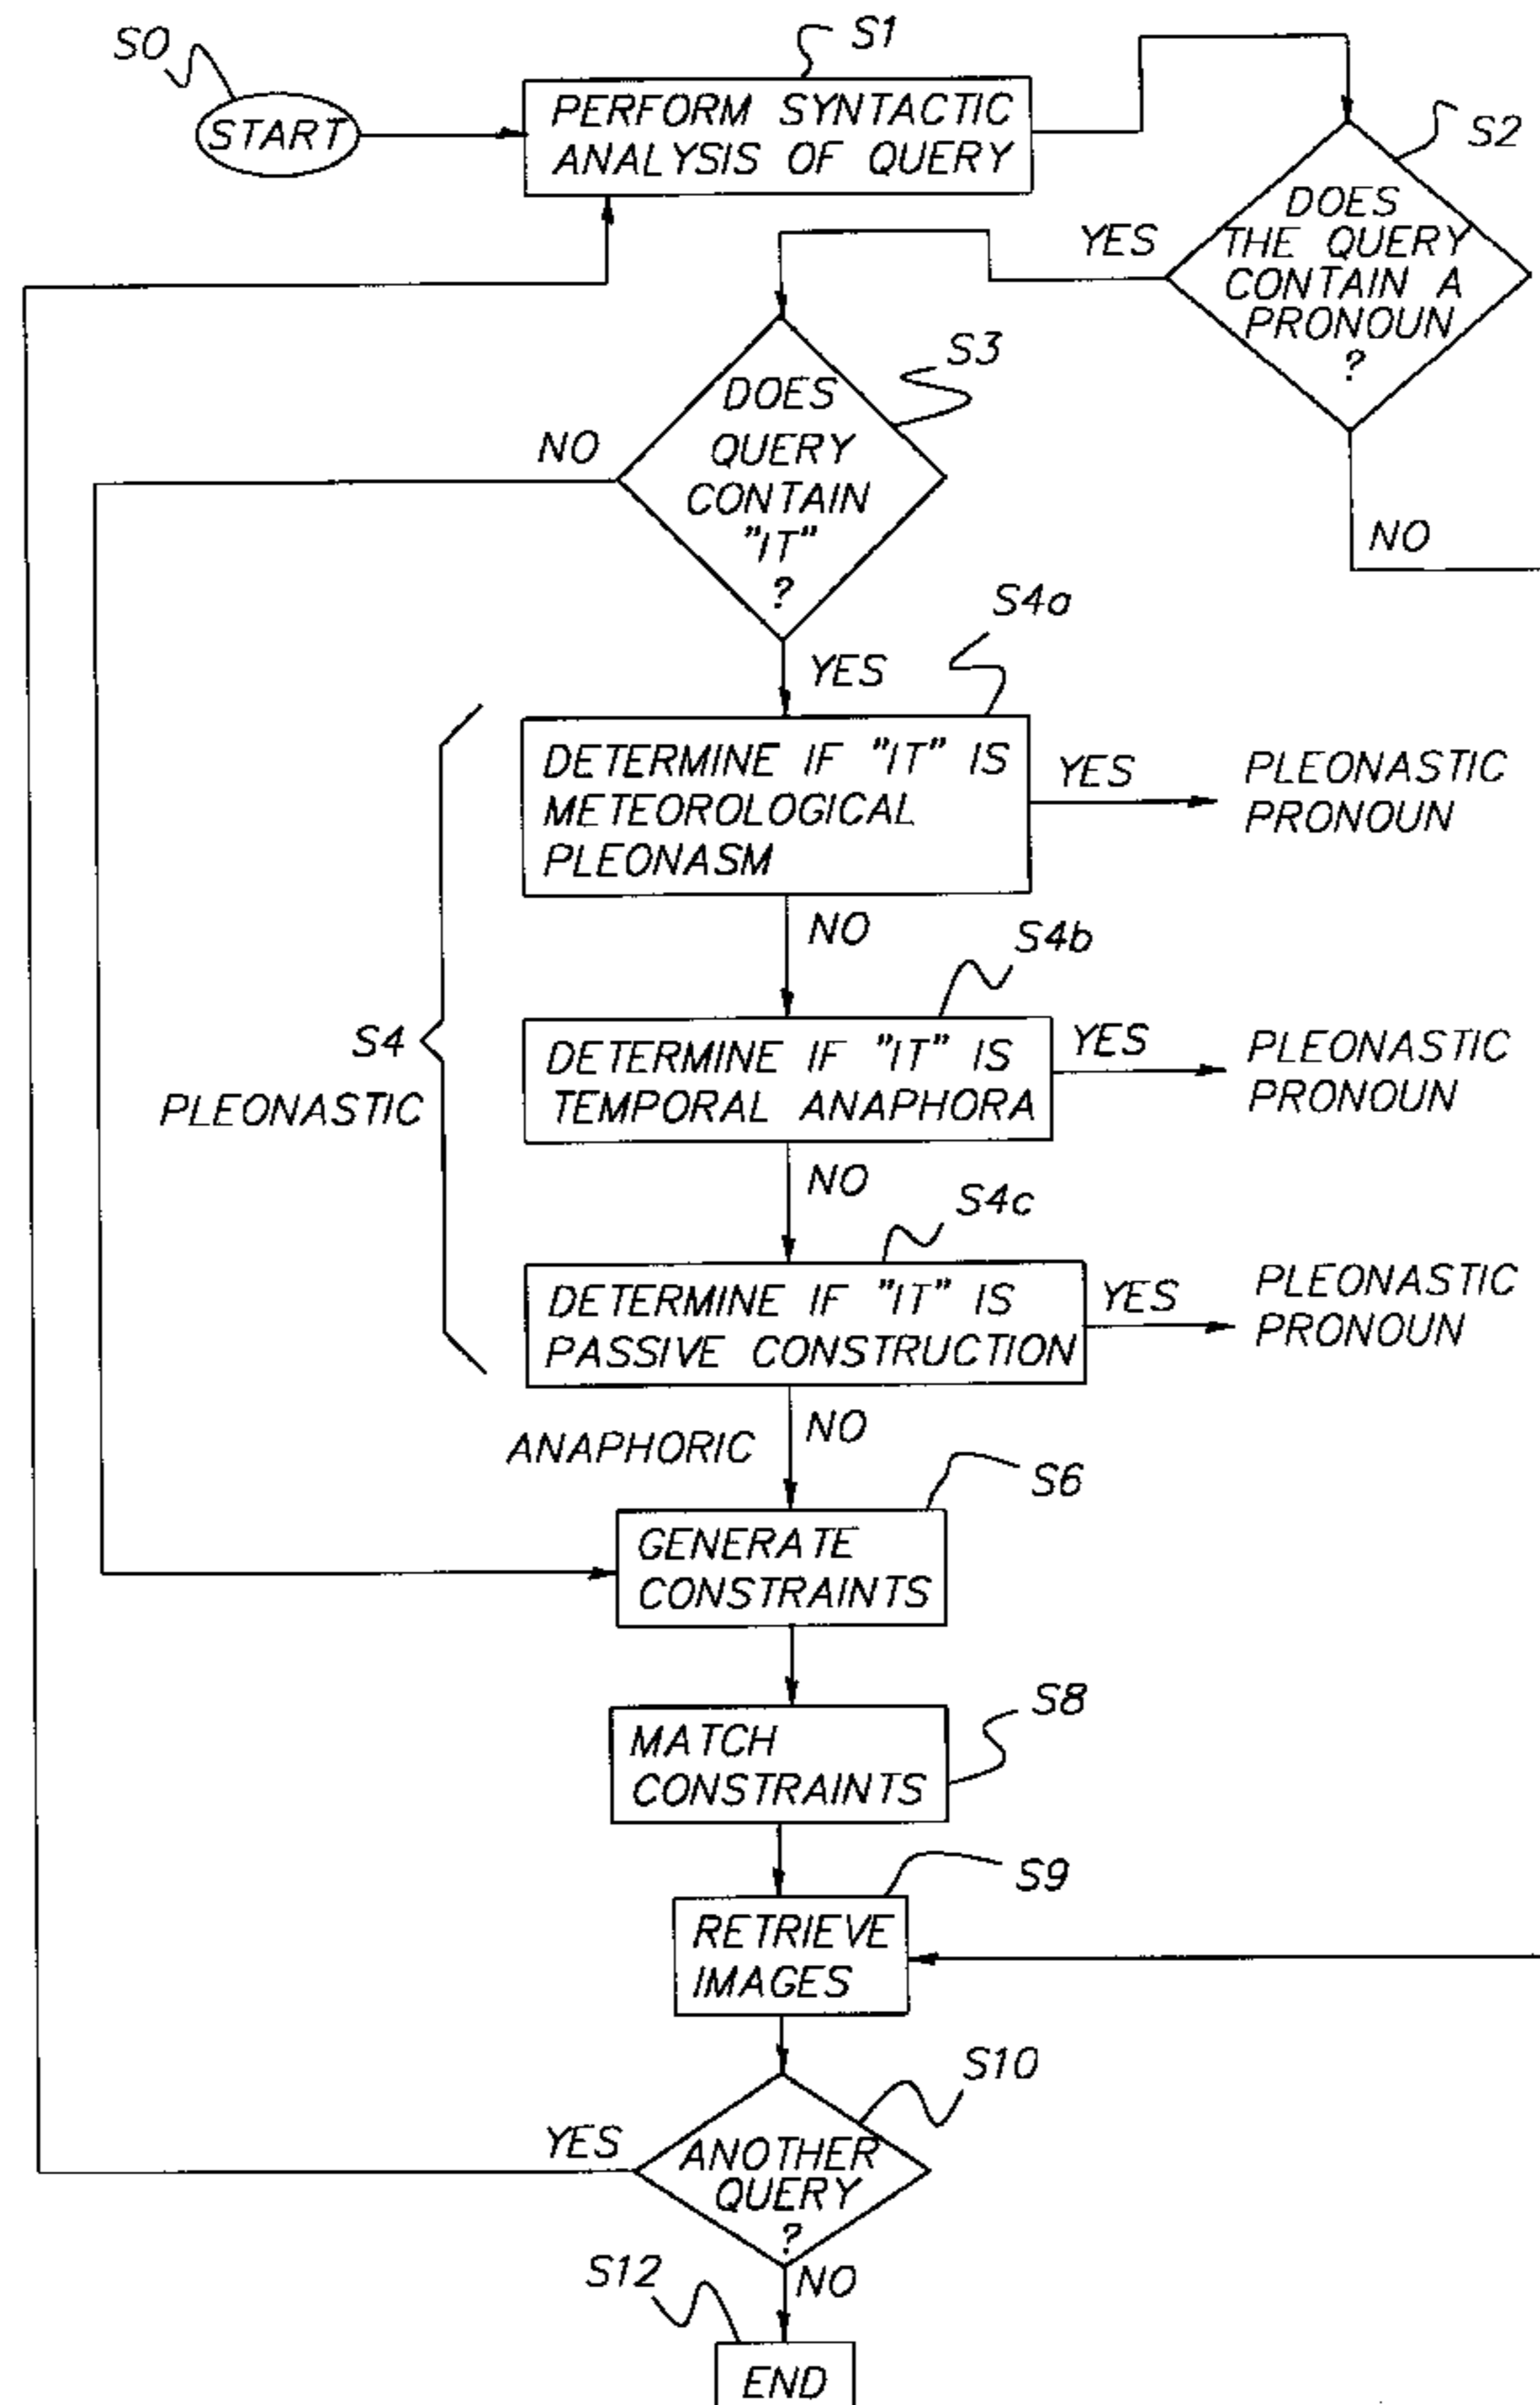 S0
START
S1
PERFORM SYNTACTIC
ANALYSIS OF QUERY
S2
DOES
THE QUERY
CONTAIN A
PRONOUN
?
YES
NO
S3
DOES
QUERY
CONTAIN
"IT"
?
NO
YES
S4
PLEONASTIC
S4a
DETERMINE IF "IT" IS
METEOROLOGICAL
PLEONASM
YES
PLEONASTIC
PRONOUN
NO
S4b
DETERMINE IF "IT" IS
TEMPORAL ANAPHORA
YES
PLEONASTIC
PRONOUN
NO
S4c
DETERMINE IF "IT" IS
PASSIVE CONSTRUCTION
YES
PLEONASTIC
PRONOUN
ANAPHORIC
NO
S6
GENERATE
CONSTRAINTS
S8
MATCH
CONSTRAINTS
S9
RETRIEVE
IMAGES
S10
ANOTHER
QUERY
?
YES
NO
S12
END